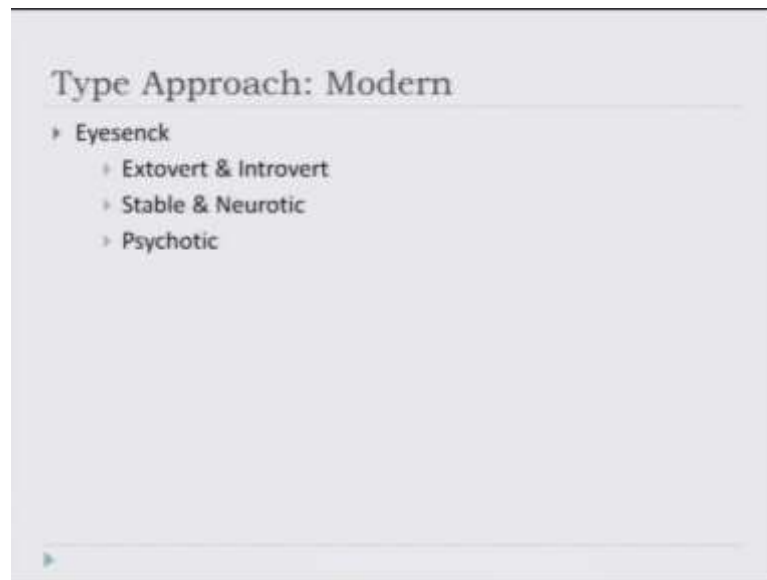 Type Approach: Modern
Eyesenck
Extovert & Introvert
Stable & Neurotic
Psychotic